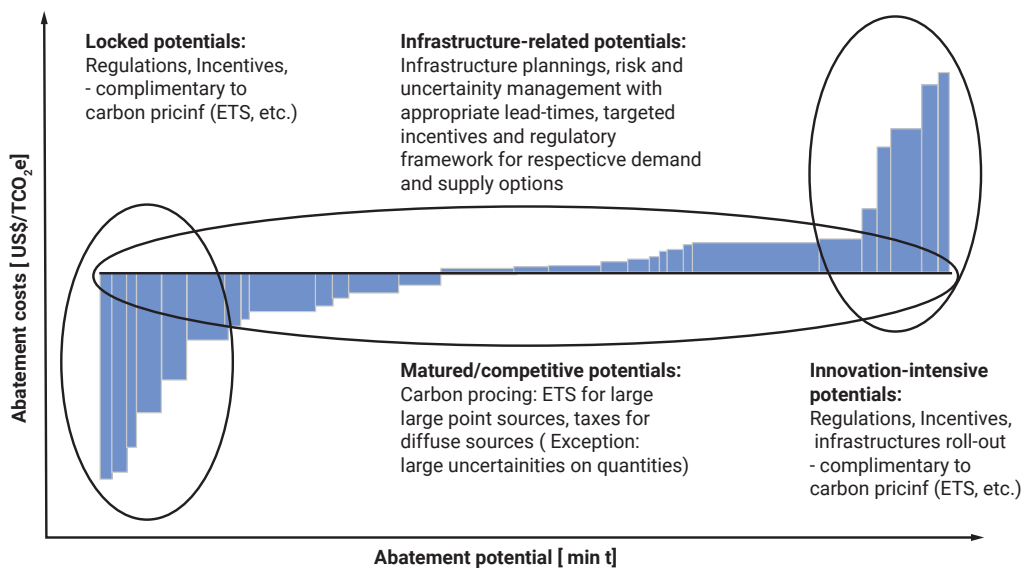 Locked potentials:
Regulations, Incentives,
- complimentary to
carbon pricinf (ETS, etc.)
Infrastructure-related potentials:
Infrastructure plannings, risk and
uncertainity management with
appropriate lead-times, targeted
incentives and regulatory
framework for respecticve demand
and supply options
Abatement costs [ US$/TCO₂e]
Matured/competitive potentials:
Carbon procing: ETS for large
large point sources, taxes for
diffuse sources ( Exception:
large uncertainities on quantities)
Innovation-intensive
potentials:
Regulations, Incentives,
infrastructures roll-out
- complimentary to
carbon pricinf (ETS, etc.)
Abatement potential [ min t]